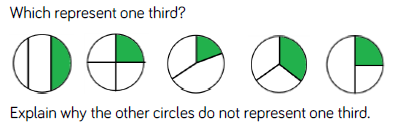 Which represent one third?
Explain why the other circles do not represent one third.